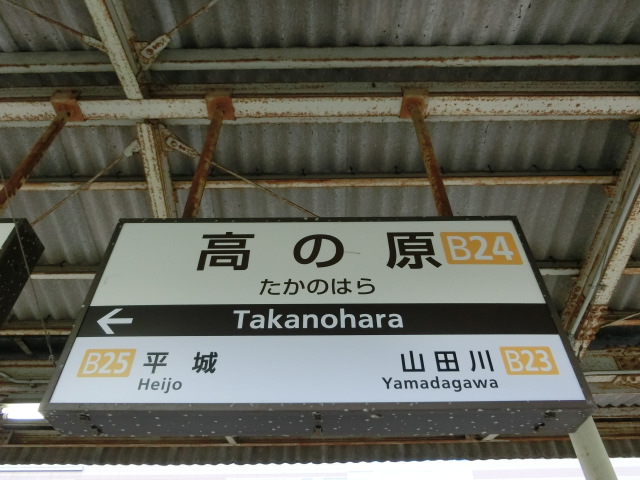 高の原 B24
たかのはら
← Takanohara
B25 平城 山田川 B23
Heijo Yamadagawa